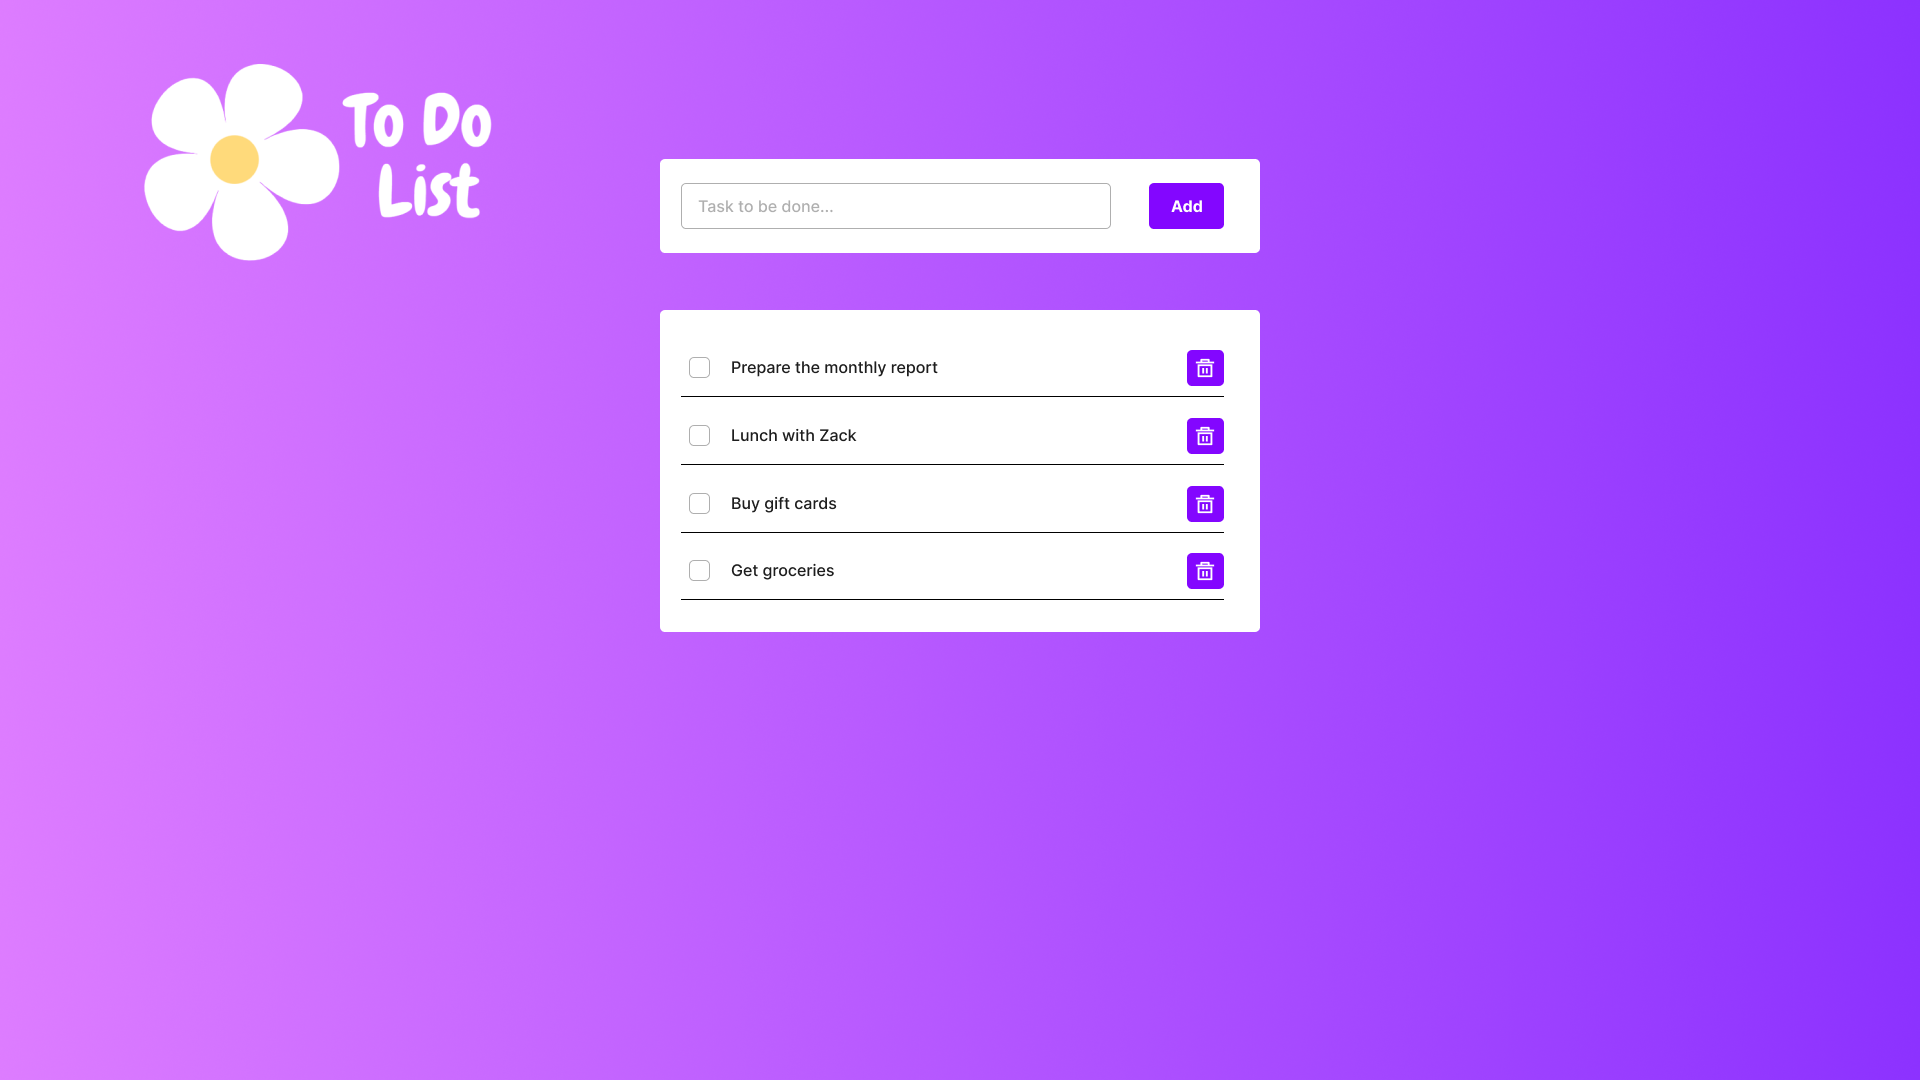 To Do
List
Task to be done...
Add
Prepare the monthly report
Lunch with Zack
Buy gift cards
Get groceries